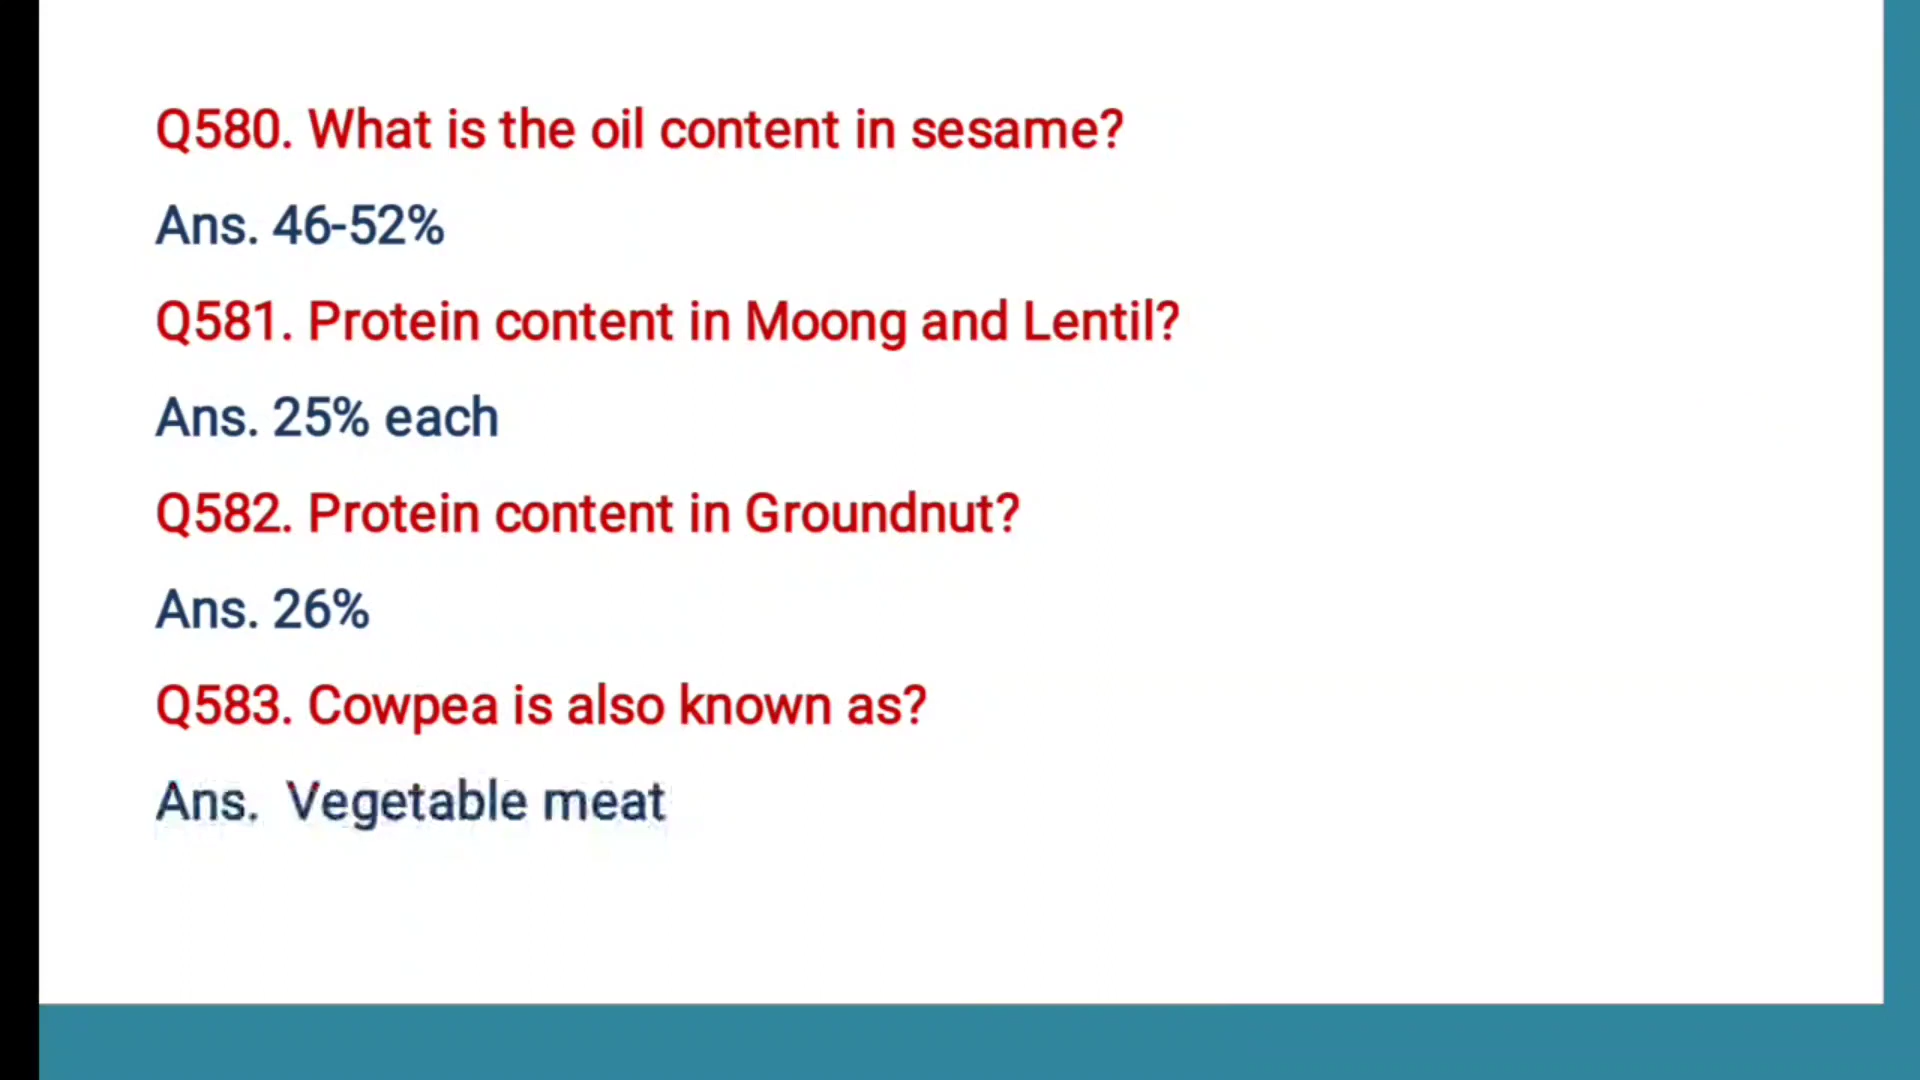 Q580. What is the oil content in sesame?
Ans. 46-52%
Q581. Protein content in Moong and Lentil?
Ans. 25% each
Q582. Protein content in Groundnut?
Ans. 26%
Q583. Cowpea is also known as?
Ans. Vegetable meat